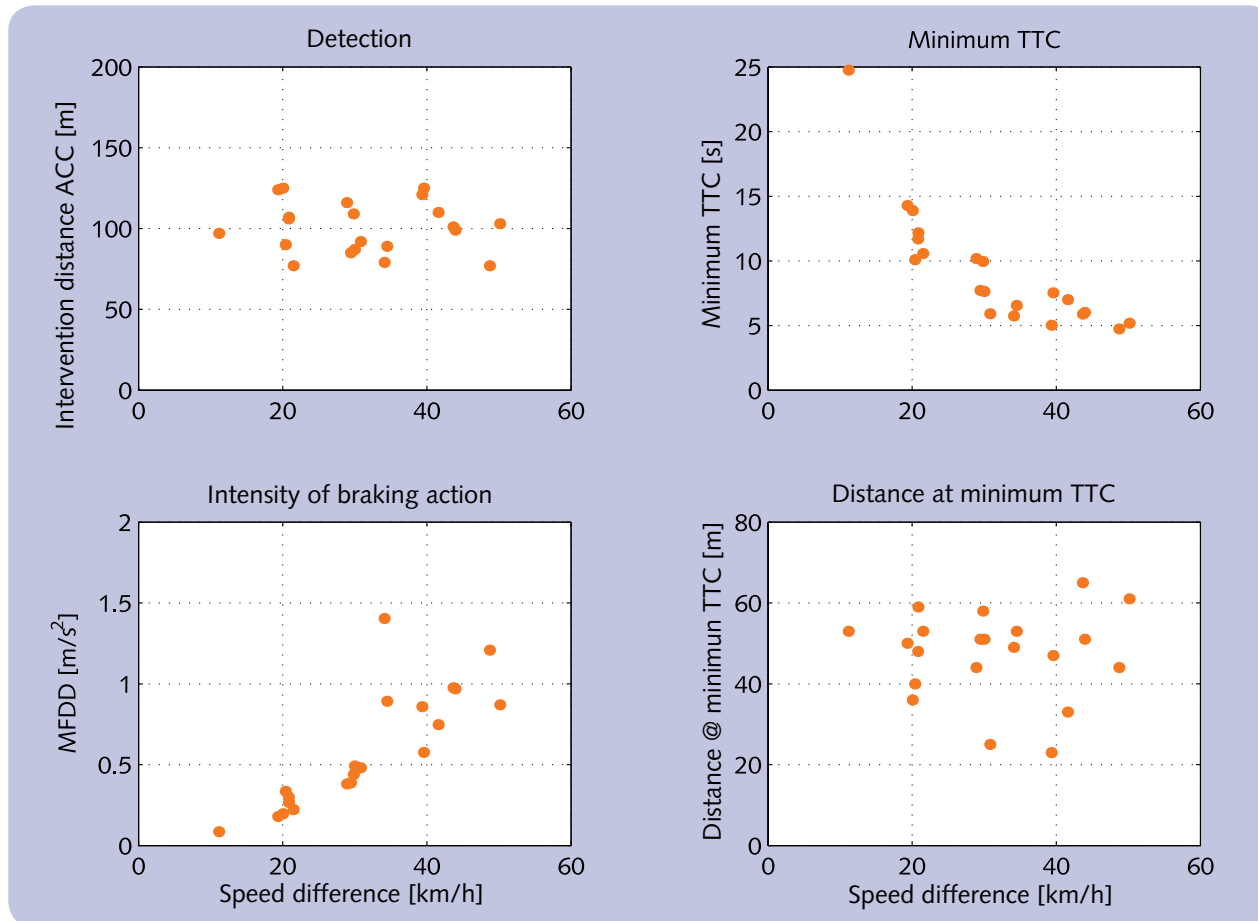 Detection
Intervention distance ACC [m]
200
150
100
50
0
0 20 40 60
Minimum TTC
Minimum TTC [s]
25
20
15
10
5
0
0 20 40 60
Intensity of braking action
MFDD [m/s²]
2
1.5
1
0.5
0
0 20 40 60
Speed difference [km/h]
Distance at minimum TTC
Distance @ minimun TTC [m]
80
60
40
20
0
0 20 40 60
Speed difference [km/h]